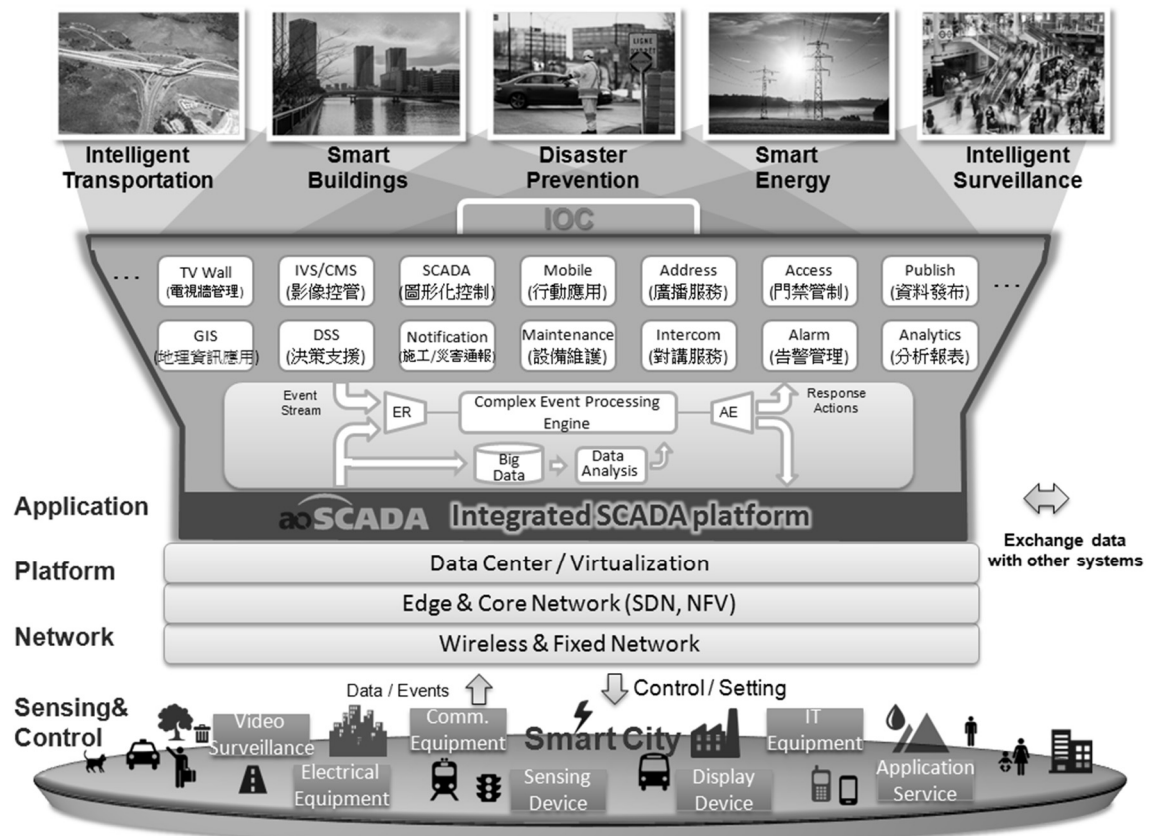 LIGNE
Intelligent
Transportation
Smart
Buildings
Disaster
Prevention
Smart
Energy
Intelligent
Surveillance
IOC
...
TV Wall
(電視牆管理)
IVS/CMS
(影像控管)
SCADA
(圖形化控制)
Mobile
(行動應用)
Address
(廣播服務)
Access
(門禁管制)
Publish
(資料發布)
...
GIS
(地理資訊應用)
DSS
(決策支援)
Notification
(施工/災害通報)
Maintenance
(設備維護)
Intercom
(對講服務)
Alarm
(告警管理)
Analytics
(分析報表)
Event
Stream
ER
Complex Event Processing
Engine
AE
Response
Actions
Big
Data
Data
Analysis
Application
aoSCADA Integrated SCADA platform
Exchange data
with other systems
Platform
Data Center / Virtualization
Edge & Core Network (SDN, NFV)
Network
Wireless & Fixed Network
Data / Events
Control / Setting
Sensing&
Control
Video
Surveillance
Comm.
Equipment
Smart City
IT
Equipment
Electrical
Equipment
Sensing
Device
Display
Device
Application
Service